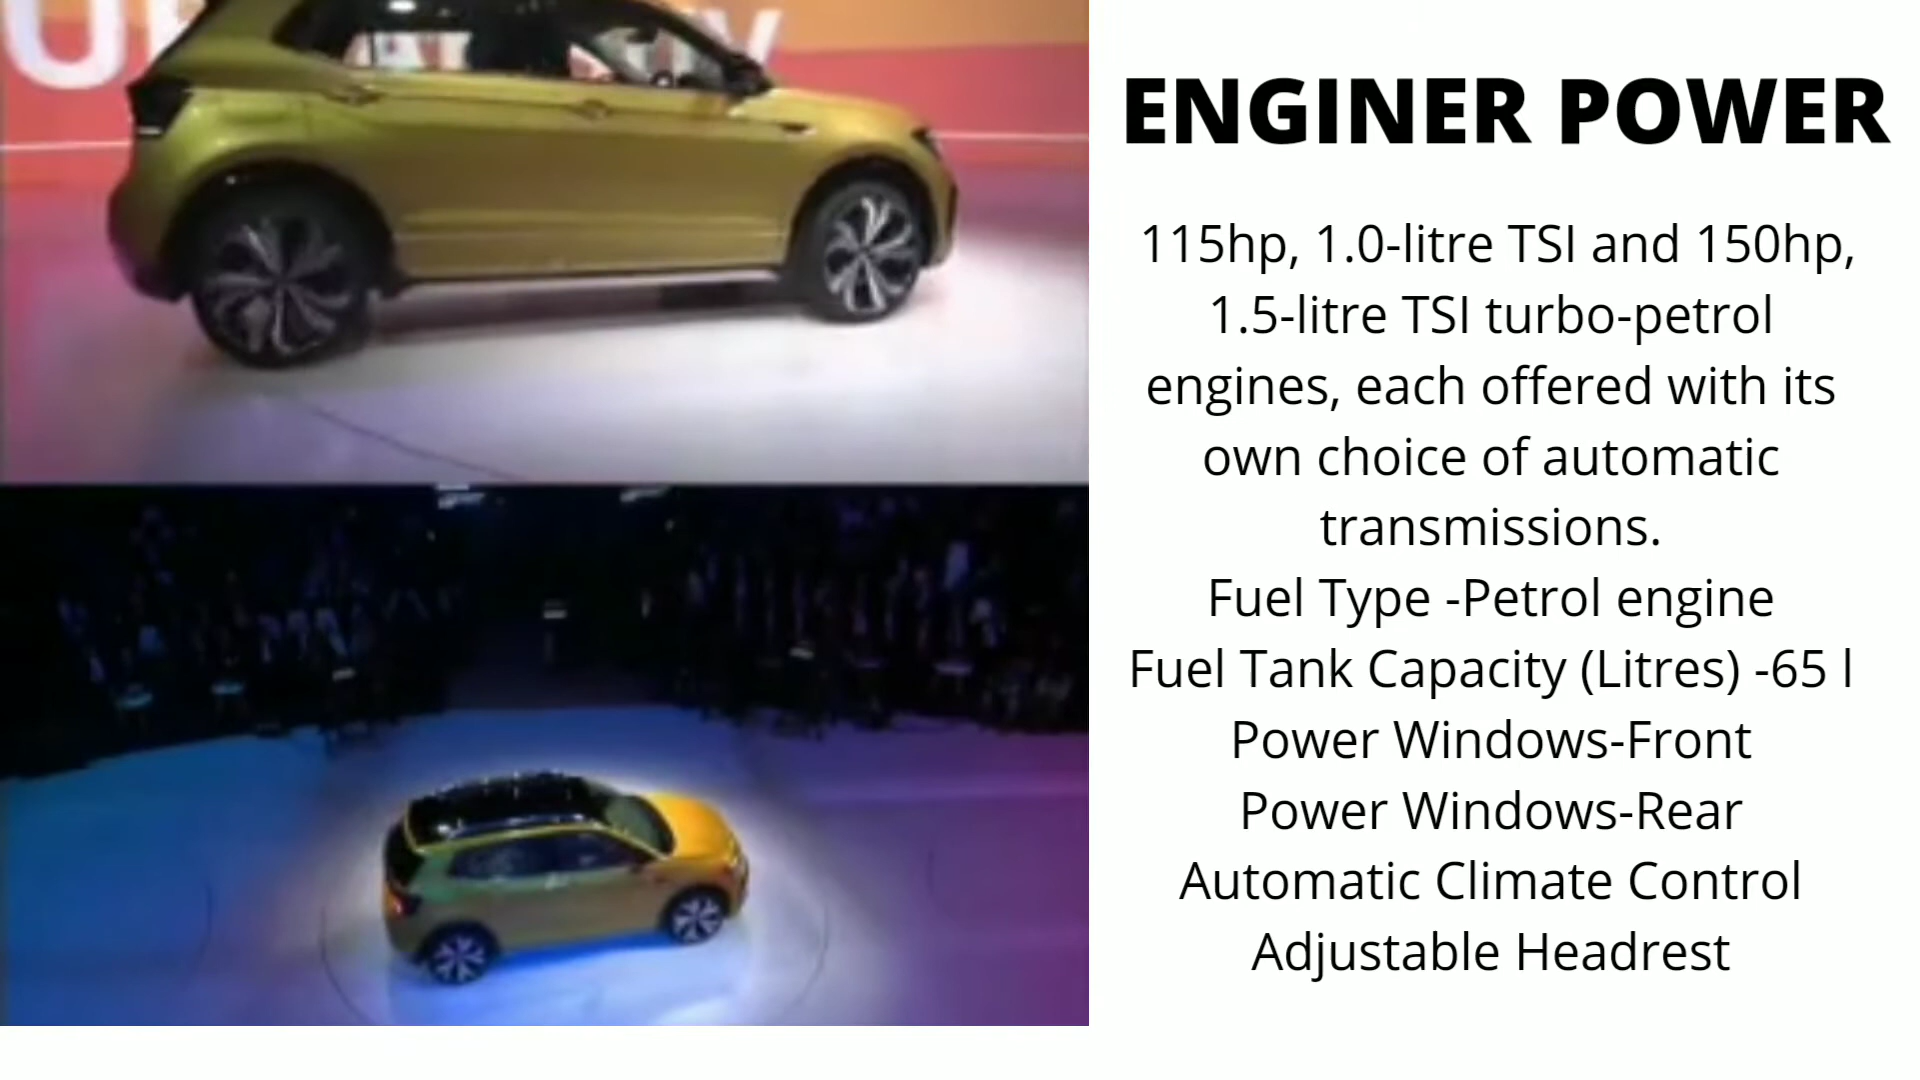 ENGINER POWER
115hp, 1.0-litre TSI and 150hp,
1.5-litre TSI turbo-petrol
engines, each offered with its
own choice of automatic
transmissions.
Fuel Type -Petrol engine
Fuel Tank Capacity (Litres) -65 l
Power Windows-Front
Power Windows-Rear
Automatic Climate Control
Adjustable Headrest